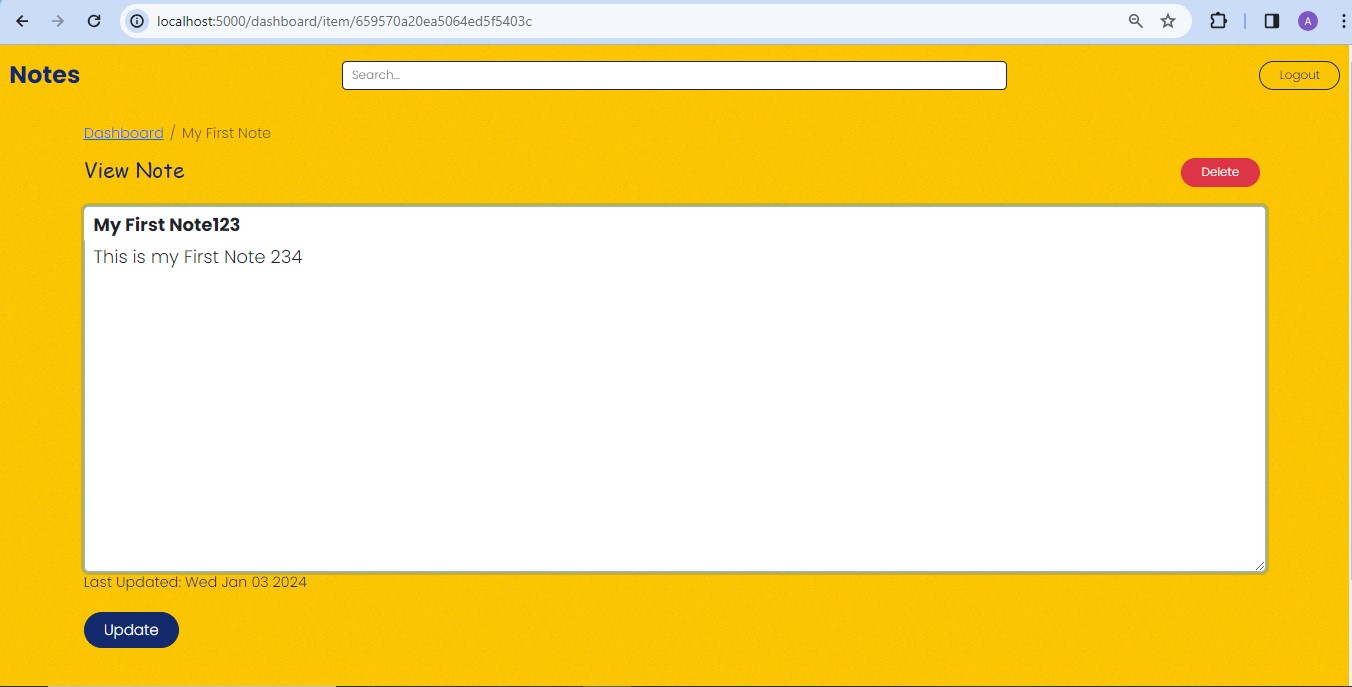 localhost:5000/dashboard/item/659570a20ea5064ed5f5403c
A
Notes
Search...
Logout
Dashboard / My First Note
View Note
Delete
My First Note123
This is my First Note 234
Last Updated: Wed Jan 03 2024
Update